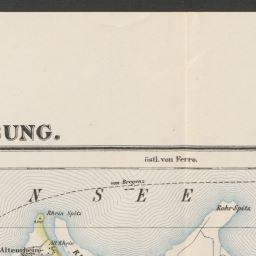 BUNG.
östl. von Ferro.
von Bregenz
N S E E
Rohr-Spitz
Rhein Spitz
Alt Rhein
Altenrhein